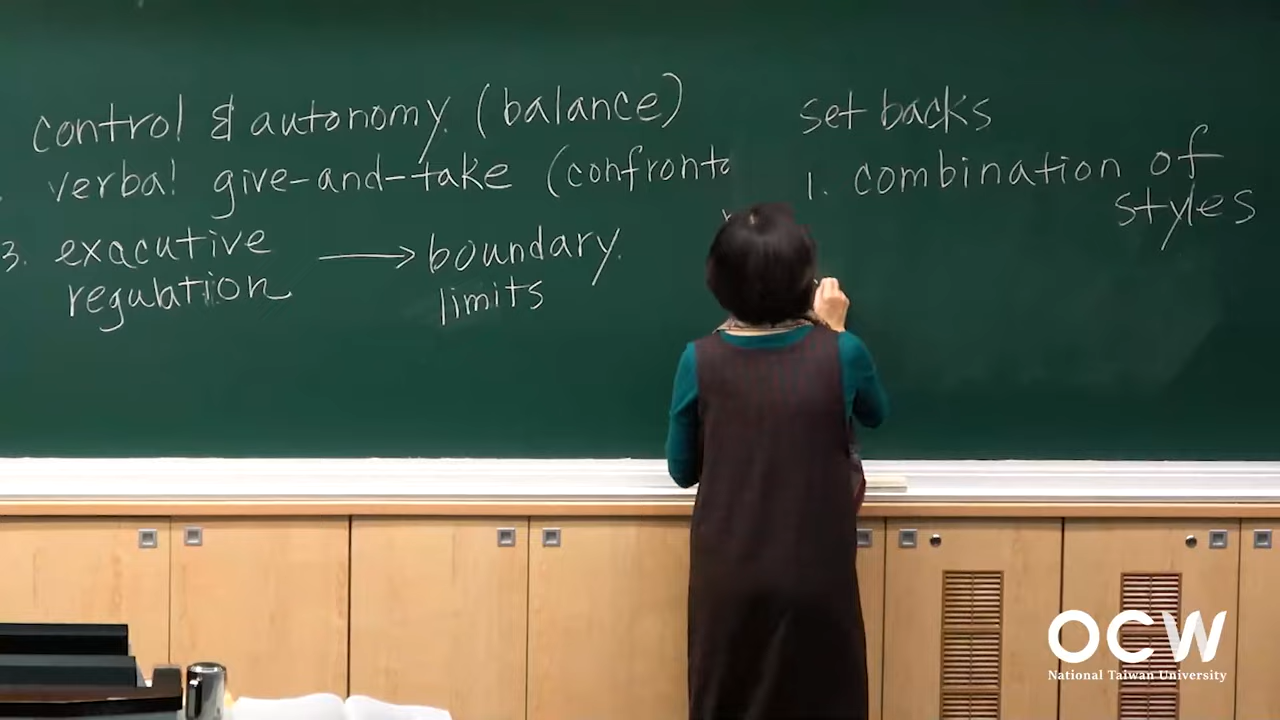 control & autonomy. (balance)
verbal give-and-take (confronta
3. exacutive → boundary.
regulation limits
set backs
1. combination of
styles
OCW
National Taiwan University